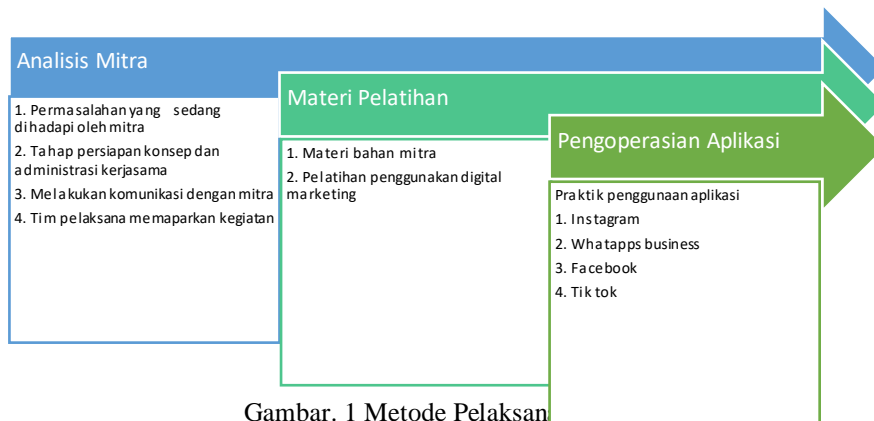 Analisis Mitra
1. Permasalahan yang sedang
dihadapi oleh mitra
2. Tahap persiapan konsep dan
administrasi kerjasama
3. Melakukan komunikasi dengan mitra
4. Tim pelaksana memaparkan kegiatan
Materi Pelatihan
1. Materi bahan mitra
2. Pelatihan penggunakan digital
marketing
Pengoperasian Aplikasi
Praktik penggunaan aplikasi
1. Instagram
2. Whatapps business
3. Facebook
4. Tik tok
Gambar. 1 Metode